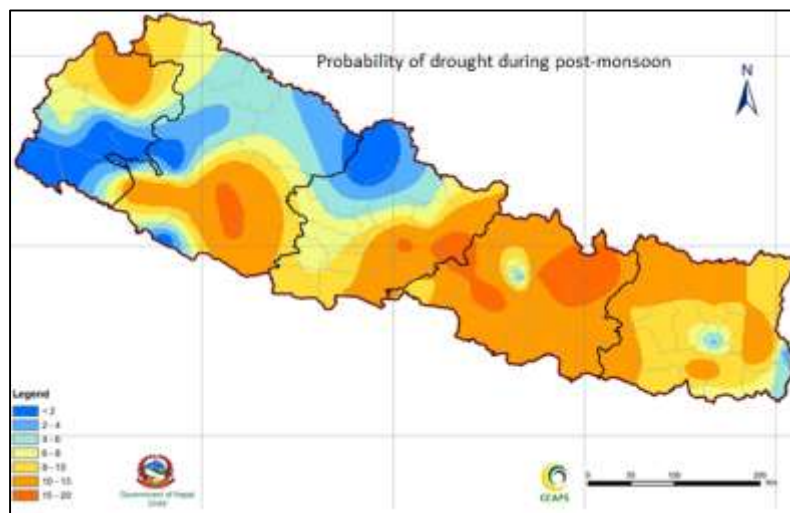 Probability of drought during post-monsoon
N
Legend
< 2
2 - 4
4 - 6
6 - 8
8 - 10
10 - 15
15 - 20
Government of Nepal
CCAFS
0 50 100 200